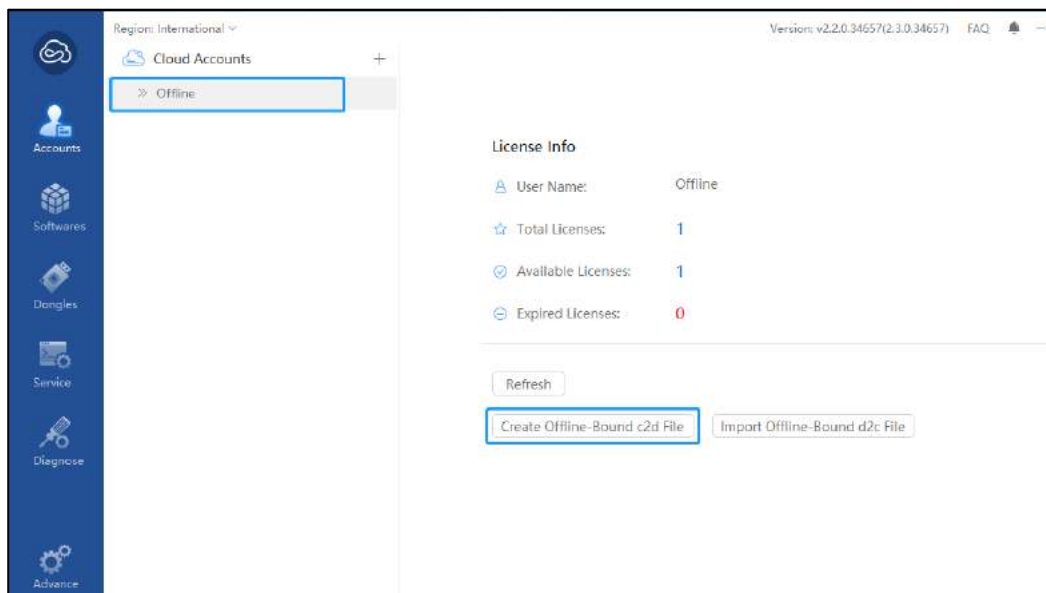 Region: International
Version: v2.2.0.34657(2.3.0.34657) FAQ
Cloud Accounts
Offline
Accounts
Softwares
Dongles
Service
Diagnose
Advance
License Info
User Name: Offline
Total Licenses: 1
Available Licenses: 1
Expired Licenses: 0
Refresh
Create Offline-Bound c2d File Import Offline-Bound d2c File